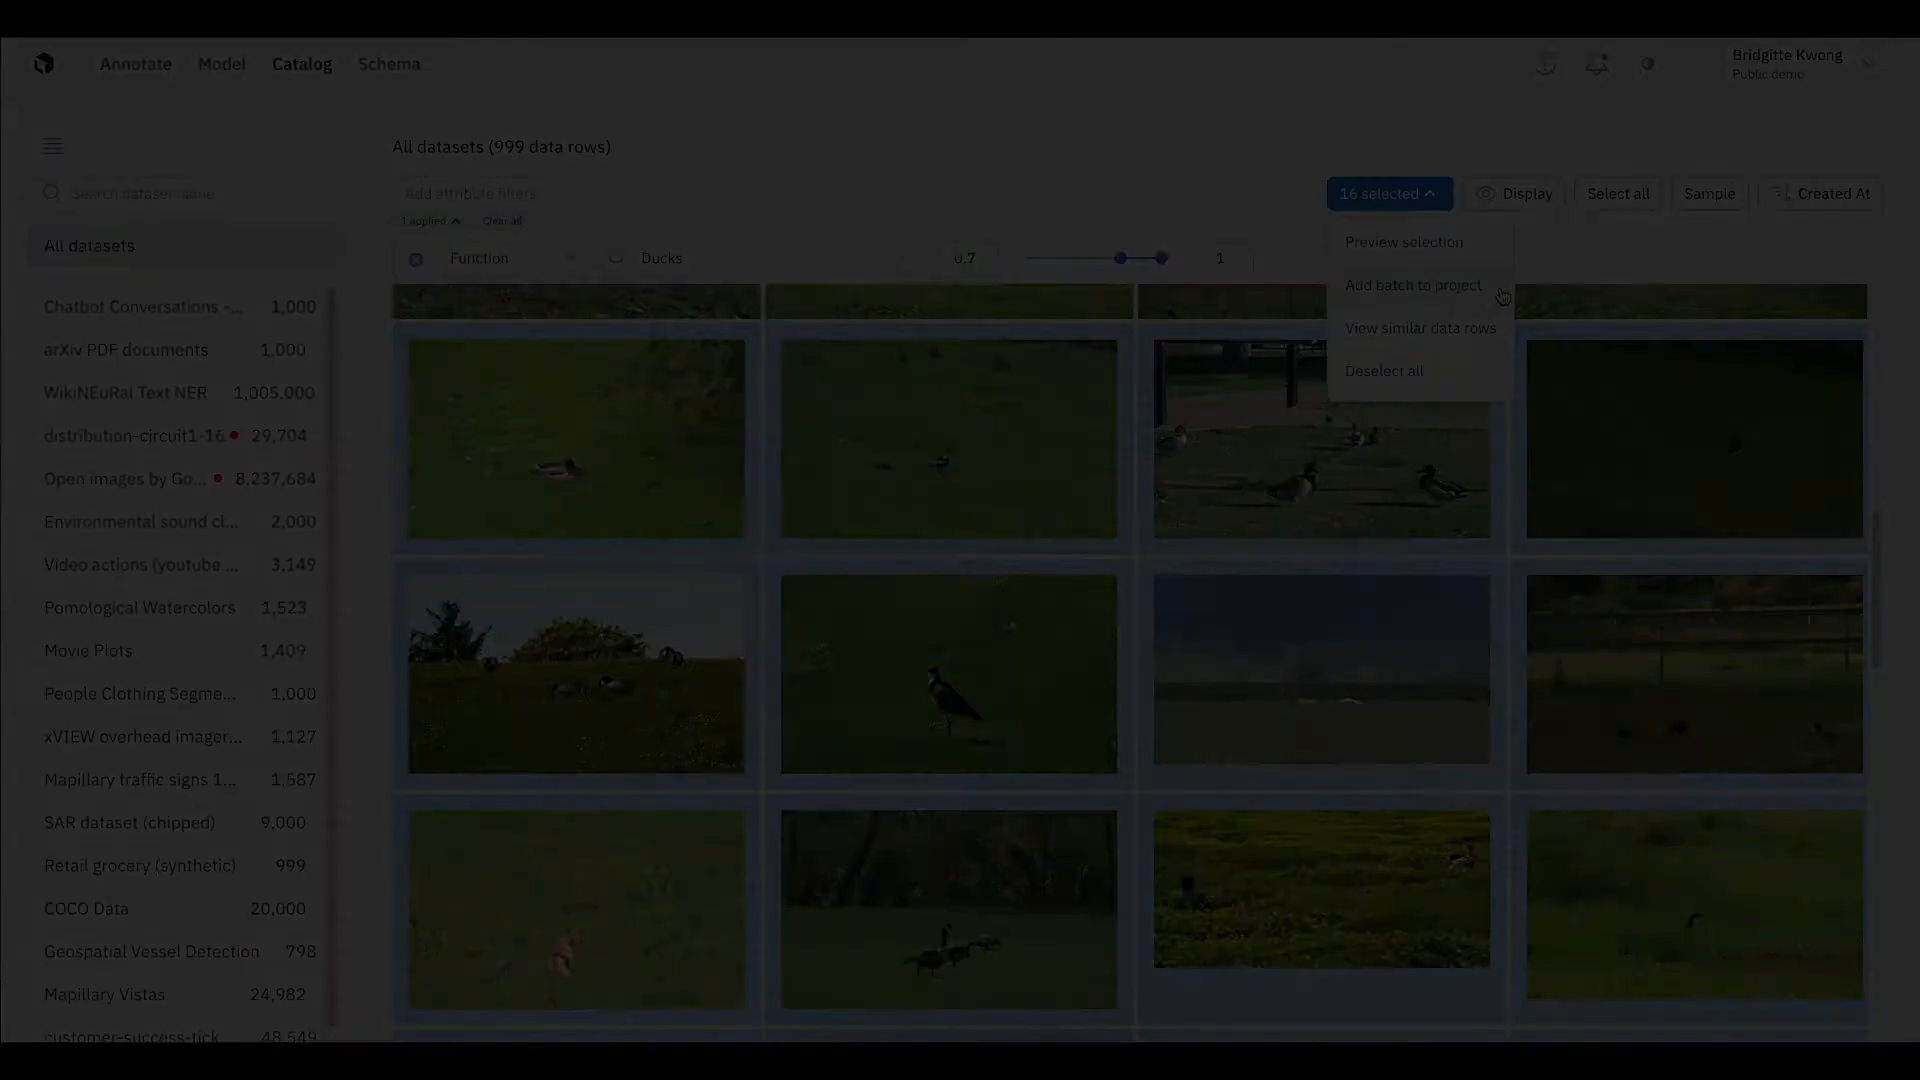 Annotate Model Catalog Schema
Bridgitte Kwong
Public demo
All datasets (999 data rows)
Search dataset name
Add attribute filters
16 selected Display Select all Sample Created At
1 applied Clear all
All datasets
Preview selection
Function Ducks 0.7 1
Add batch to project
Chatbot Conversations -... 1,000
View similar data rows
arXiv PDF documents 1,000
Deselect all
WikiNEuRal Text NER 1,005,000
distribution-circuit1-16 29,704
Open images by Go... 8,237,684
Environmental sound cl... 2,000
Video actions (youtube ... 3,149
Pomological Watercolors 1,523
Movie Plots 1,409
People Clothing Segme... 1,000
xVIEW overhead imager... 1,127
Mapillary traffic signs 1... 1,587
SAR dataset (chipped) 9,000
Retail grocery (synthetic) 999
COCO Data 20,000
Geospatial Vessel Detection 798
Mapillary Vistas 24,982
customer-success-tick 48,549